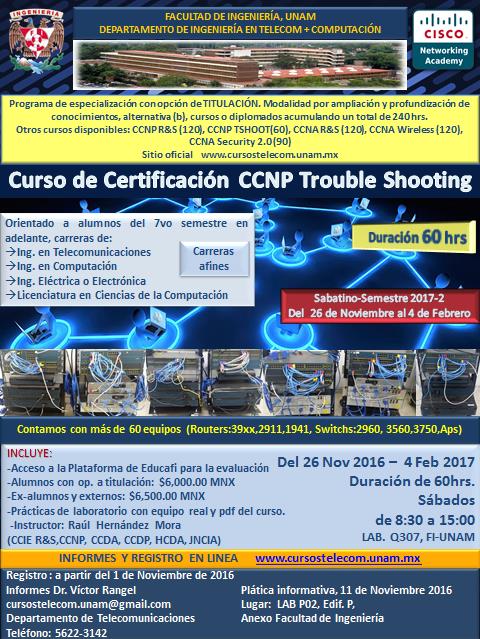 INGENIERIA
FACULTAD DE INGENIERÍA, UNAM
DEPARTAMENTO DE INGENIERÍA EN TELECOM + COMPUTACIÓN
CISCO
Networking
Academy
Programa de especialización con opción de TITULACIÓN. Modalidad por ampliación y profundización de
conocimientos, alternativa (b), cursos o diplomados acumulando un total de 240 hrs.
Otros cursos disponibles: CCNP R&S (120), CCNP TSHOOT(60), CCNA R&S (120), CCNA Wireless (120),
CCNA Security 2.0 (90)
Sitio oficial www.cursostelecom.unam.mx
Curso de Certificación CCNP Trouble Shooting
Orientado a alumnos del 7vo semestre en
adelante, carreras de:
→Ing. en Telecomunicaciones
→Ing. en Computación
→Ing. Eléctrica o Electrónica
→Licenciatura en Ciencias de la Computación
Carreras
afines
Duración 60 hrs
Sabatino-Semestre 2017-2
Del 26 de Noviembre al 4 de Febrero
Contamos con más de 60 equipos (Routers:39xx,2911,1941, Switchs:2960, 3560,3750,Aps)
INCLUYE:
-Acceso a la Plataforma de Educafi para la evaluación
-Alumnos con op. a titulación: $6,000.00 MNX
-Ex-alumnos y externos: $6,500.00 MNX
-Prácticas de laboratorio con equipo real y pdf del curso.
-Instructor: Raúl Hernández Mora
(CCIE R&S,CCNP, CCDA, CCDP, HCDA, JNCIA)
Del 26 Nov 2016 – 4 Feb 2017
Duración de 60hrs.
Sábados
de 8:30 a 15:00
LAB. Q307, FI-UNAM
INFORMES Y REGISTRO EN LINEA www.cursostelecom.unam.mx
Registro : a partir del 1 de Noviembre de 2016
Informes Dr. Víctor Rangel
cursostelecom.unam@gmail.com
Departamento de Telecomunicaciones
Teléfono: 5622-3142
Plática informativa, 11 de Noviembre 2016
Lugar: LAB P02, Edif. P,
Anexo Facultad de Ingeniería